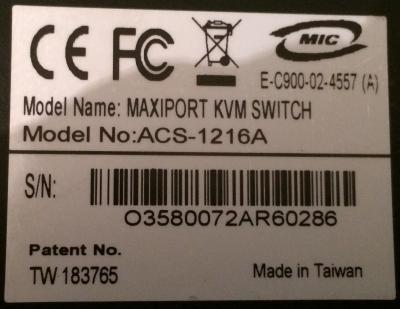 CE FC MIC
E-C900-02-4557 (A)
Model Name: MAXIPORT KVM SWITCH
Model No:ACS-1216A
S/N:
O3580072AR60286
Patent No.
TW 183765 Made in Taiwan